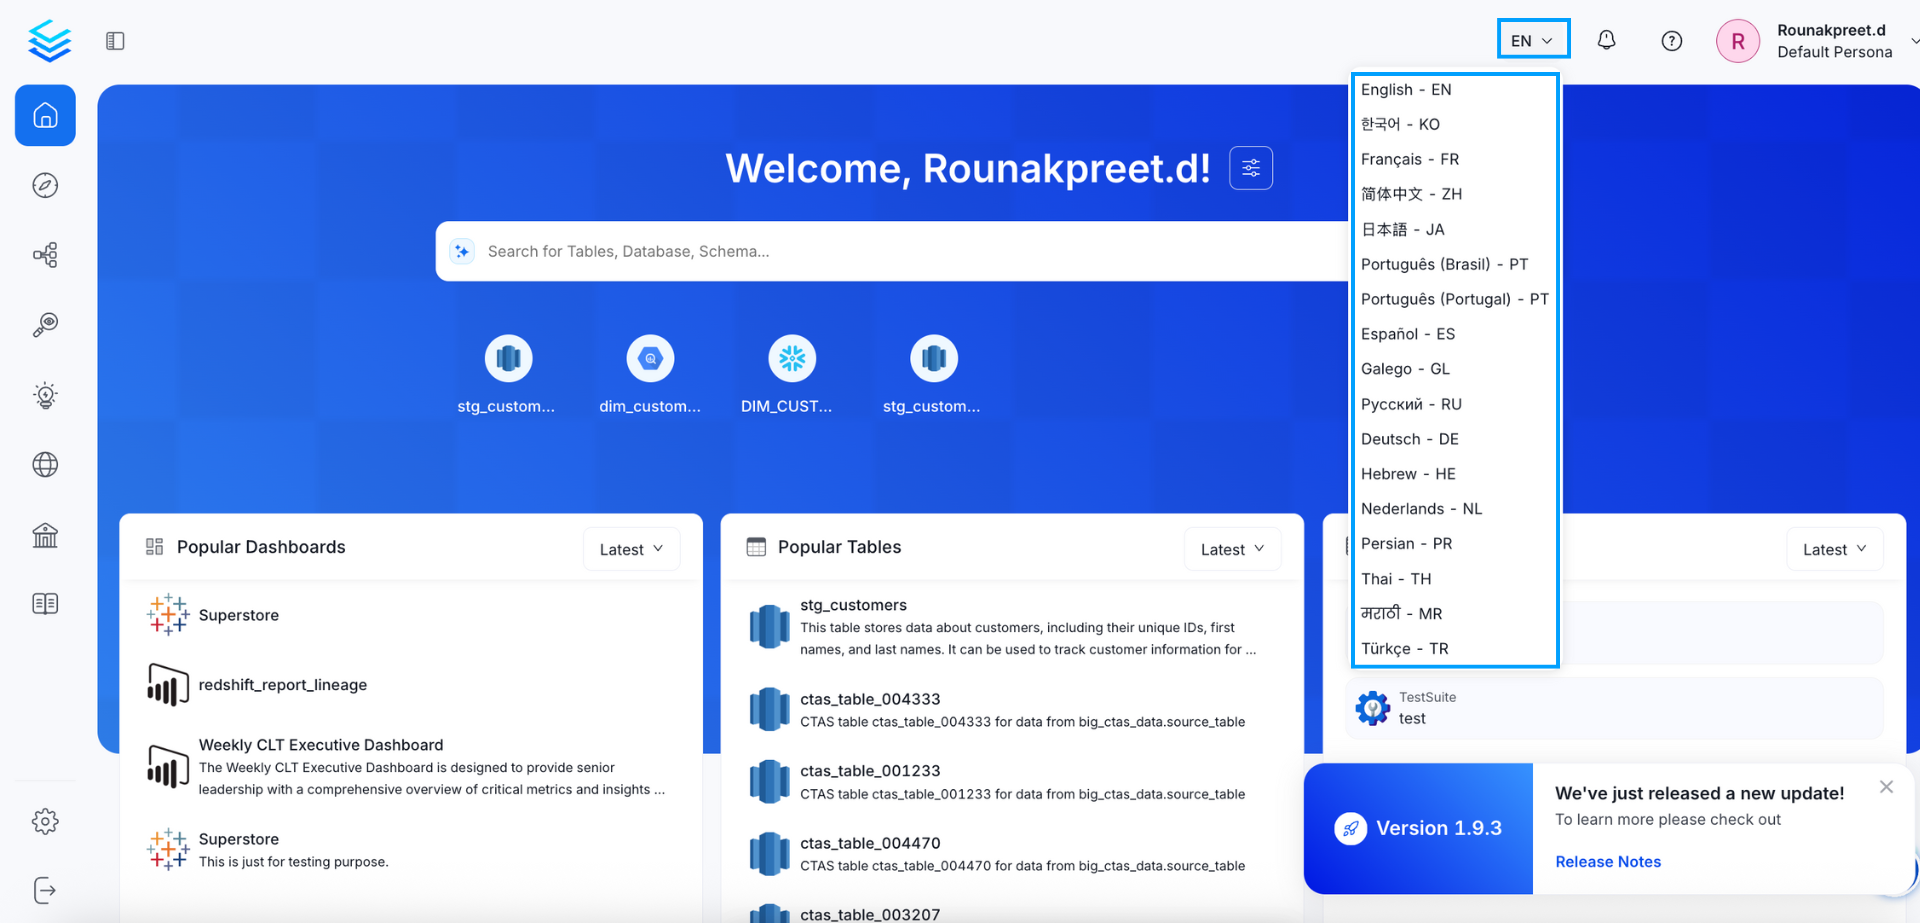 EN
R
Rounakpreet.d
Default Persona
English - EN
한국어 - KO
Français - FR
简体中文 - ZH
日本語 - JA
Português (Brasil) - PT
Português (Portugal) - PT
Español - ES
Galego - GL
Русский - RU
Deutsch - DE
Hebrew - HE
Nederlands - NL
Persian - PR
Thai - TH
मराठी - MR
Türkçe - TR
Welcome, Rounakpreet.d!
Search for Tables, Database, Schema...
stg_custom...
dim_custom...
DIM_CUST...
stg_custom...
Popular Dashboards
Latest
Superstore
redshift_report_lineage
Weekly CLT Executive Dashboard
The Weekly CLT Executive Dashboard is designed to provide senior
leadership with a comprehensive overview of critical metrics and insights ...
Superstore
This is just for testing purpose.
Popular Tables
Latest
stg_customers
This table stores data about customers, including their unique IDs, first
names, and last names. It can be used to track customer information for ...
ctas_table_004333
CTAS table ctas_table_004333 for data from big_ctas_data.source_table
ctas_table_001233
CTAS table ctas_table_001233 for data from big_ctas_data.source_table
ctas_table_004470
CTAS table ctas_table_004470 for data from big_ctas_data.source_table
ctas_table_003207
Latest
TestSuite
test
Version 1.9.3
We've just released a new update!
To learn more please check out
Release Notes